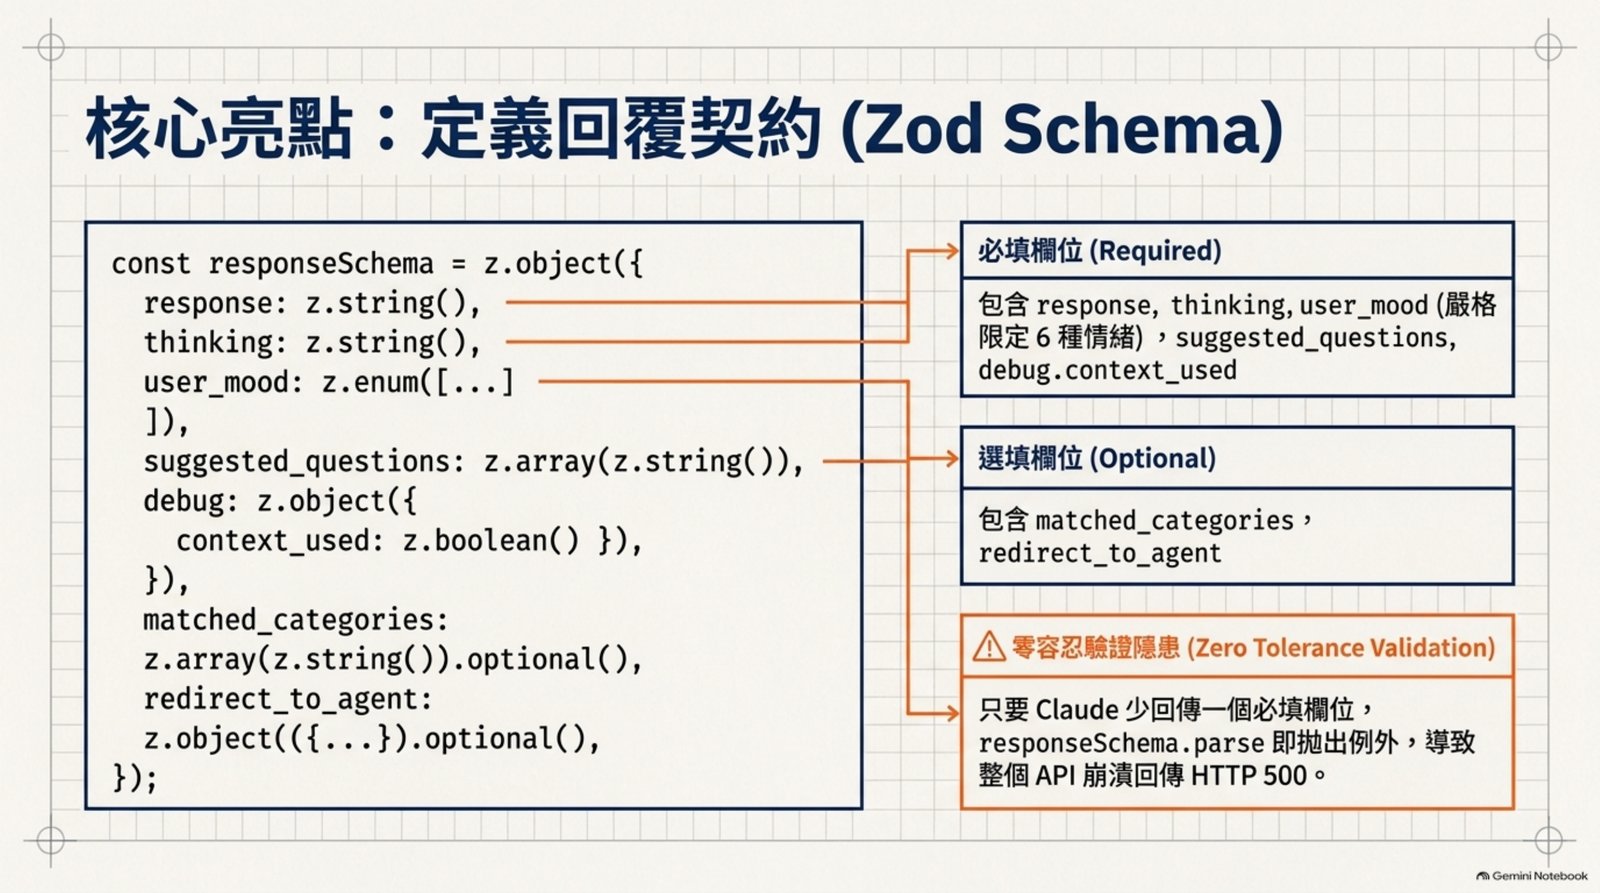 核心亮點：定義回覆契約 (Zod Schema)
const responseSchema = z.object({
response: z.string(),
thinking: z.string(),
user_mood: z.enum([...]
]),
suggested_questions: z.array(z.string()),
debug: z.object({
context_used: z.boolean() }),
}),
matched_categories:
z.array(z.string()).optional(),
redirect_to_agent:
z.object(({...}).optional(),
});
必填欄位 (Required)
包含 response, thinking, user_mood (嚴格
限定 6 種情緒) ，suggested_questions,
debug.context_used
選填欄位 (Optional)
包含 matched_categories，
redirect_to_agent
零容忍驗證隱患 (Zero Tolerance Validation)
只要 Claude 少回傳一個必填欄位，
responseSchema.parse 即拋出例外，導致
整個 API 崩潰回傳 HTTP 500。
Gemini Notebook